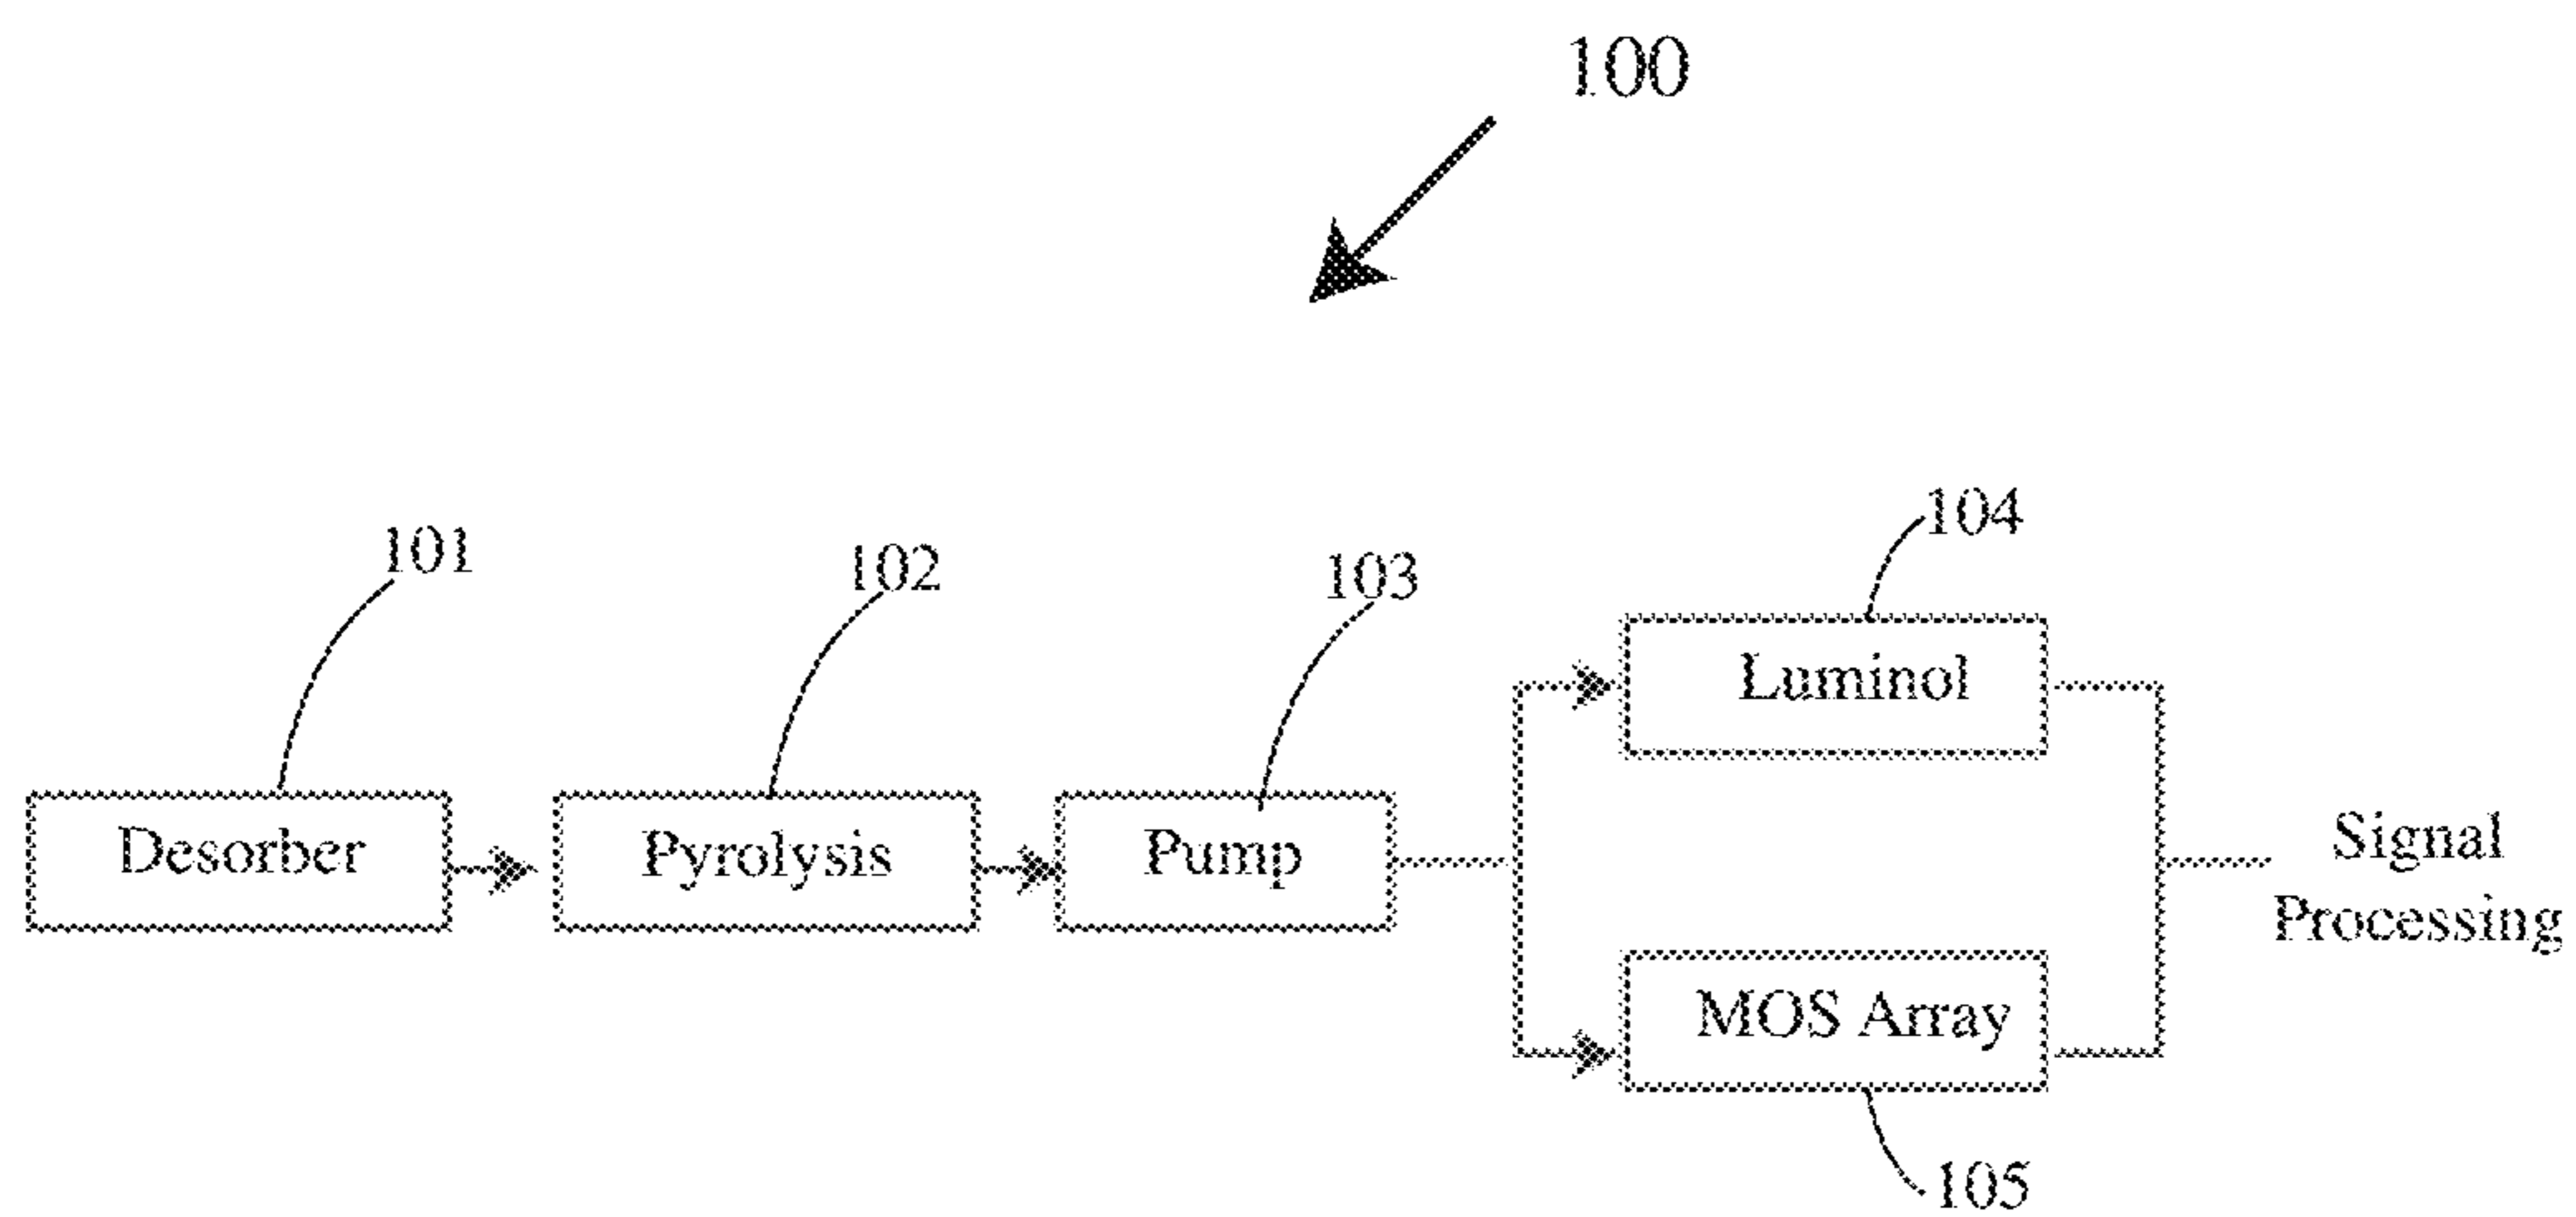 100
101
102
103
104
Luminol
Desorber
Pyrolysis
Pump
Signal
Processing
MOS Array
105